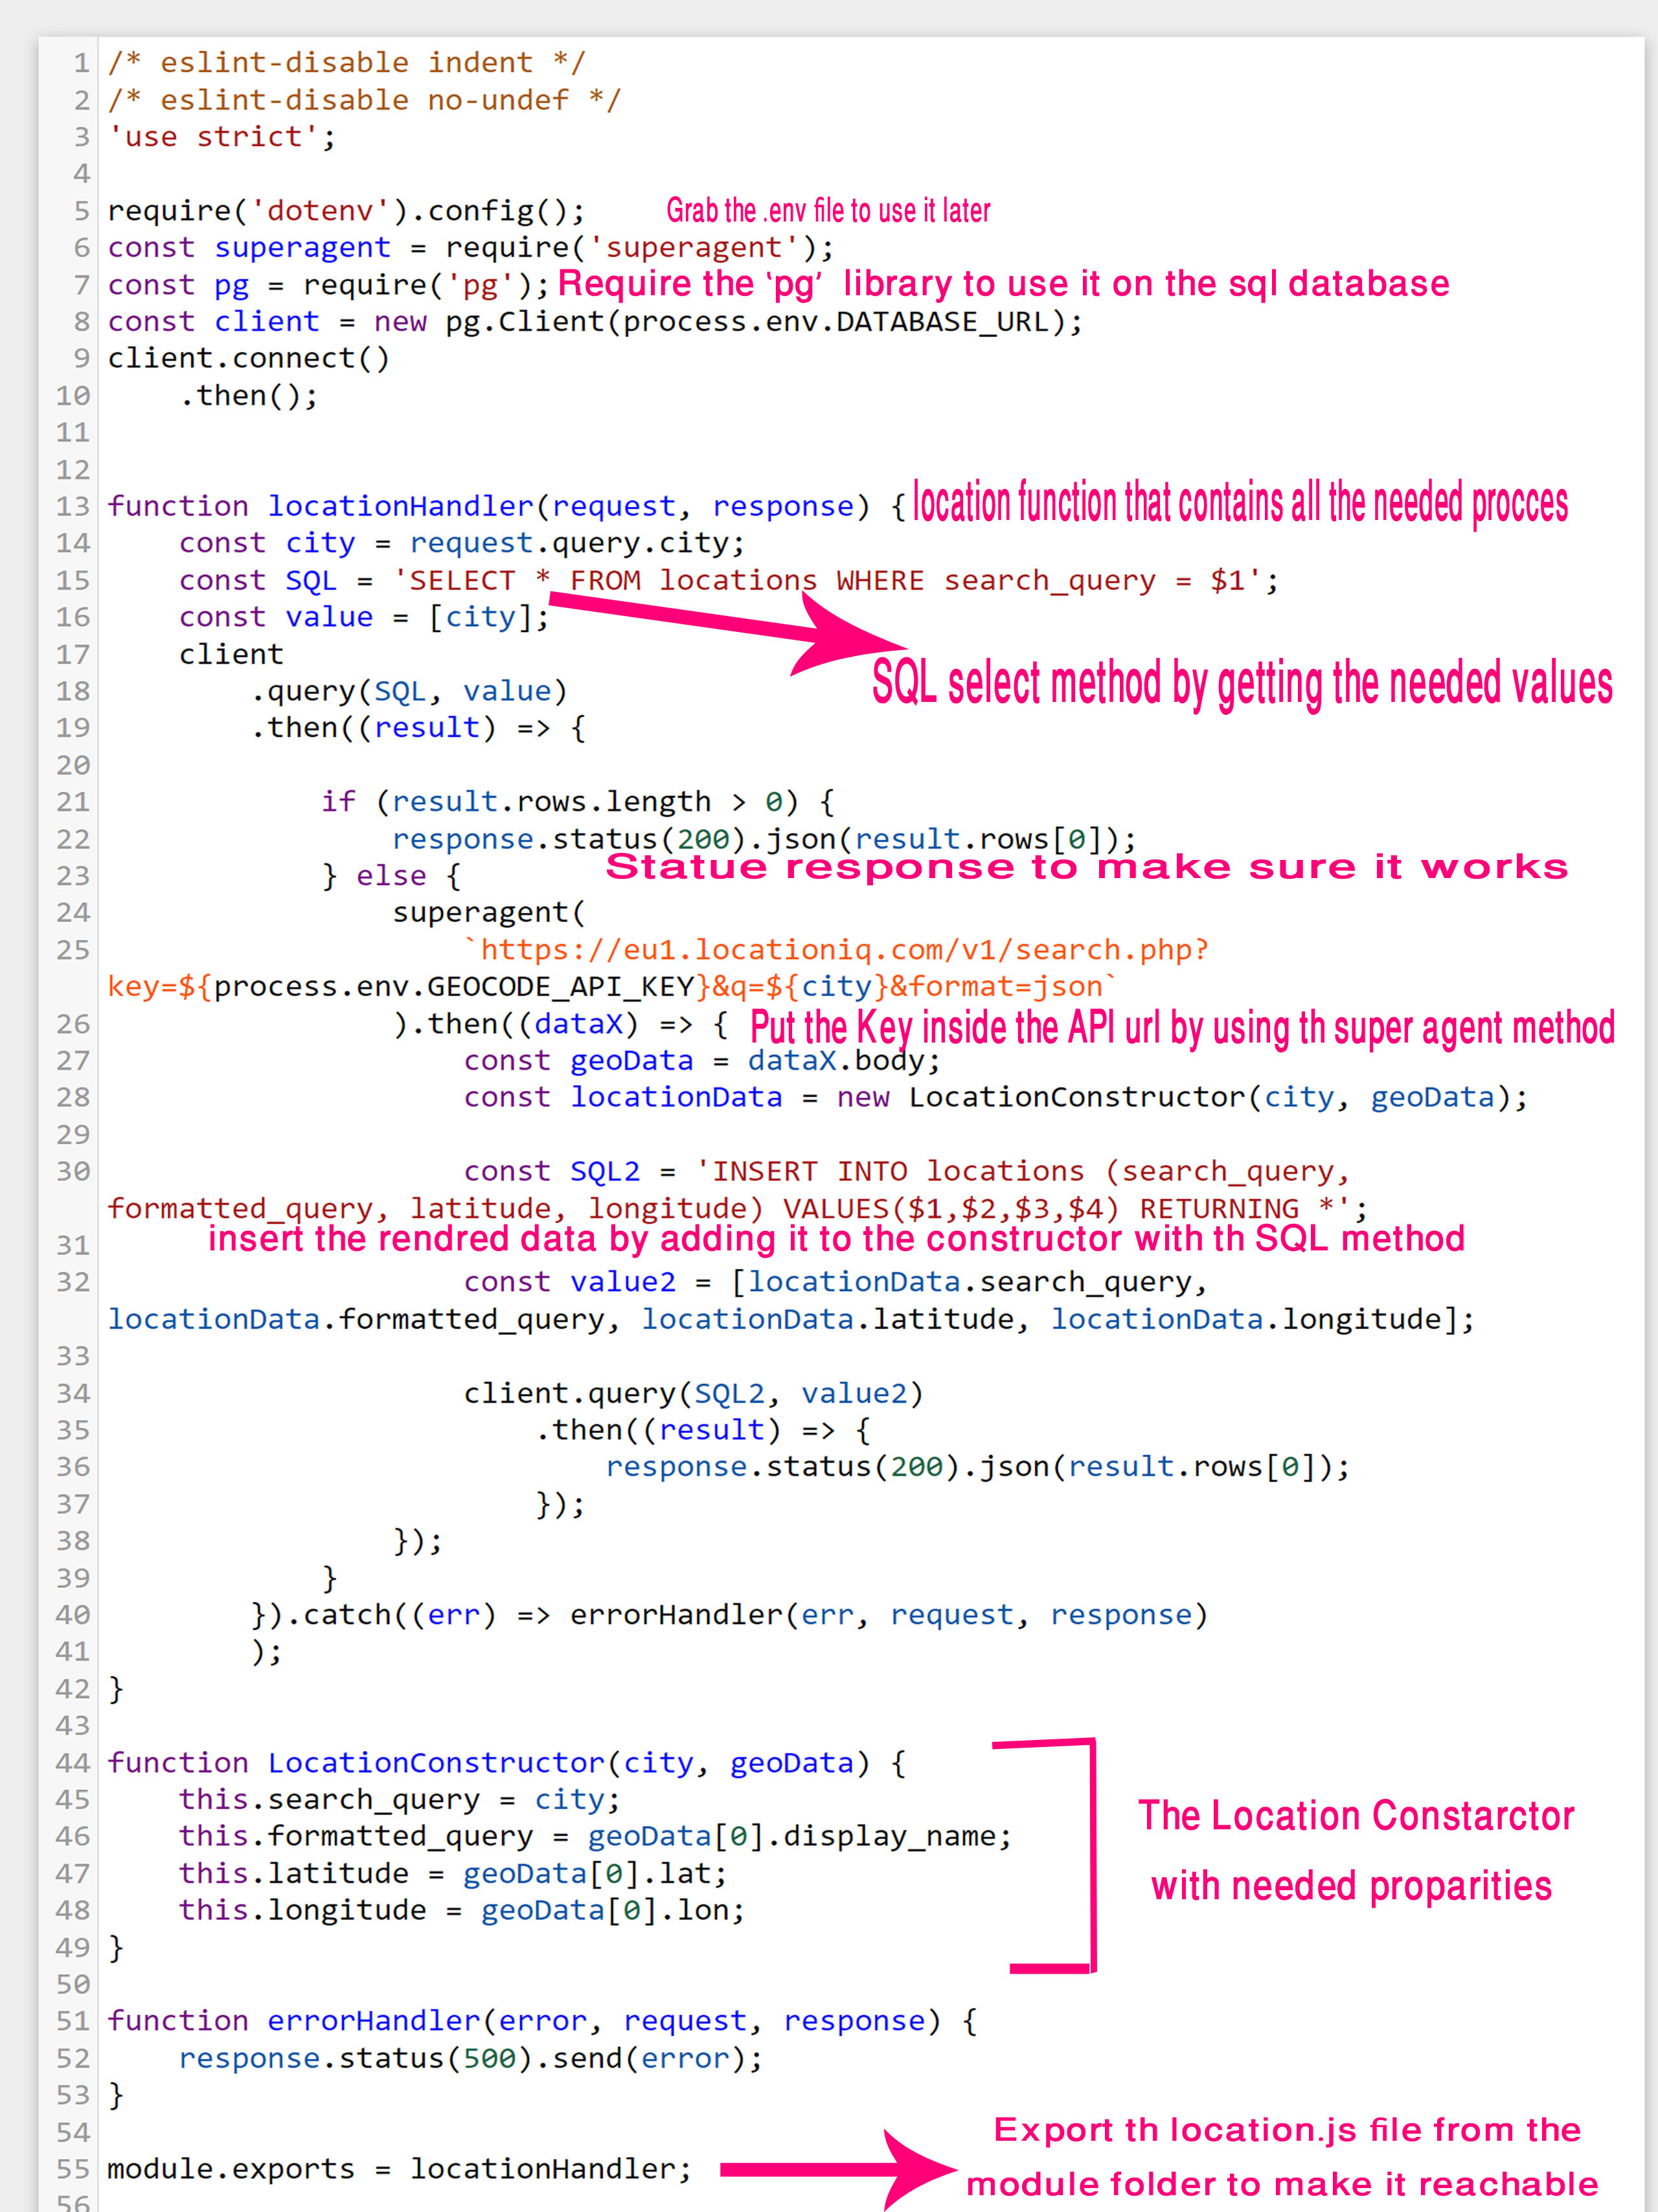 1 /* eslint-disable indent */
2 /* eslint-disable no-undef */
3 'use strict';
4
5 require('dotenv').config(); Grab the .env file to use it later
6 const superagent = require('superagent');
7 const pg = require('pg'); Require the 'pg' library to use it on the sql database
8 const client = new pg.Client(process.env.DATABASE_URL);
9 client.connect()
10 .then();
11
12
13 function locationHandler(request, response) { location function that contains all the needed procces
14 const city = request.query.city;
15 const SQL = 'SELECT * FROM locations WHERE search_query = $1';
16 const value = [city];
17 client
SQL select method by getting the needed values
18 .query(SQL, value)
19 .then((result) => {
20
21 if (result.rows.length > 0) {
22 response.status(200).json(result.rows[0]);
Statue response to make sure it works
23 } else {
24 superagent(
25 `https://eu1.locationiq.com/v1/search.php?
key=${process.env.GEOCODE_API_KEY}&q=${city}&format=json`
26 ).then((dataX) => { Put the Key inside the API url by using th super agent method
27 const geoData = dataX.body;
28 const locationData = new LocationConstructor(city, geoData);
29
30 const SQL2 = 'INSERT INTO locations (search_query,
formatted_query, latitude, longitude) VALUES($1,$2,$3,$4) RETURNING *';
31 insert the rendred data by adding it to the constructor with th SQL method
32 const value2 = [locationData.search_query,
locationData.formatted_query, locationData.latitude, locationData.longitude];
33
34 client.query(SQL2, value2)
35 .then((result) => {
36 response.status(200).json(result.rows[0]);
37 });
38 });
39 }
40 }).catch((err) => errorHandler(err, request, response)
41 );
42 }
43
44 function LocationConstructor(city, geoData) {
45 this.search_query = city;
The Location Constarctor
46 this.formatted_query = geoData[0].display_name;
47 this.latitude = geoData[0].lat;
with needed proparities
48 this.longitude = geoData[0].lon;
49 }
50
51 function errorHandler(error, request, response) {
52 response.status(500).send(error);
53 }
54
Export th location.js file from the
55 module.exports = locationHandler;
module folder to make it reachable
56